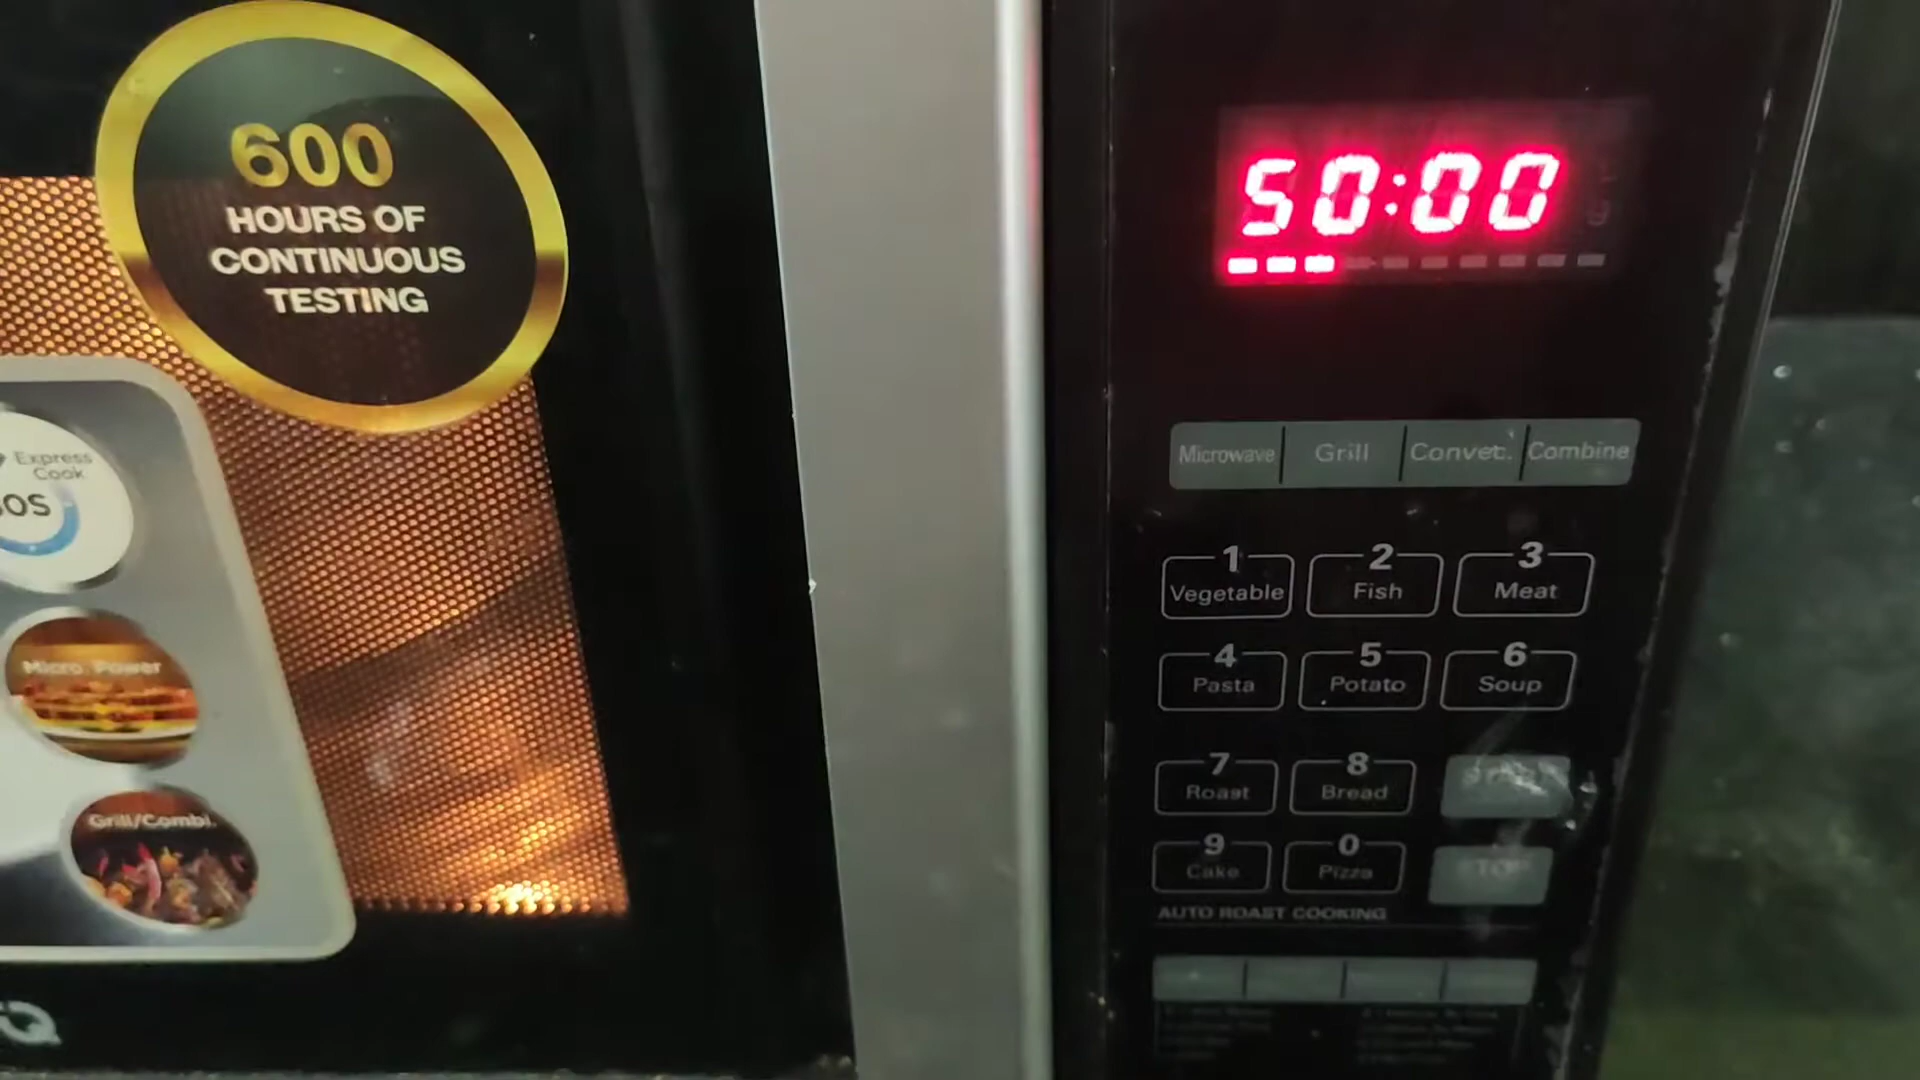 600
HOURS OF
CONTINUOUS
TESTING
Express
Cook
Micro. Power
Grill/Combi.
50:00
Microwave Grill Convet. Combine
1 2 3
Vegetable Fish Meat
4 5 6
Pasta Potato Soup
7 8
Roast Bread START
9 0
Cake Pizza STOP
AUTO ROAST COOKING